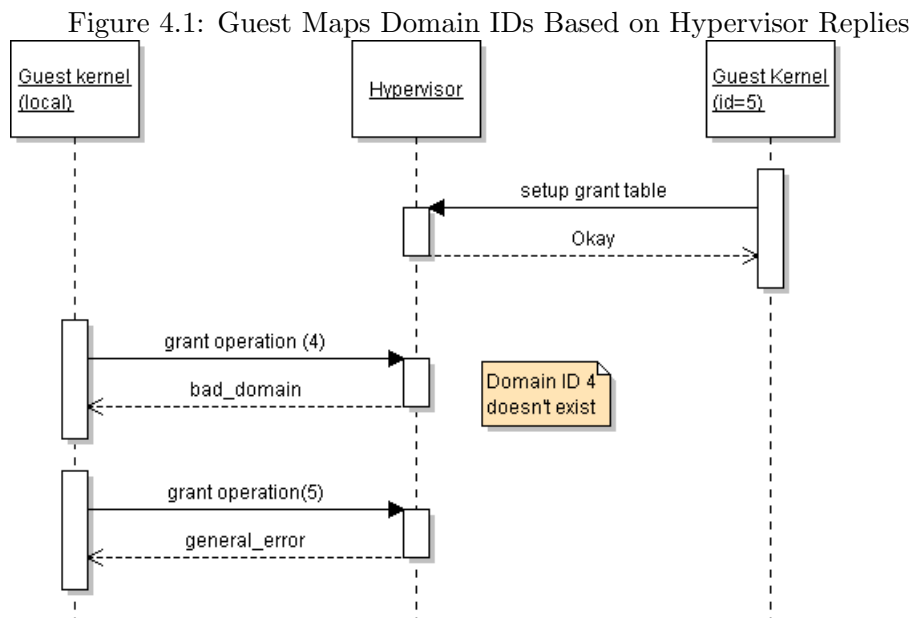 Figure 4.1: Guest Maps Domain IDs Based on Hypervisor Replies
Guest kernel
(local)
Hypervisor
Guest Kernel
(id=5)
setup grant table
Okay
grant operation (4)
bad_domain
Domain ID 4
doesn't exist
grant operation(5)
general_error